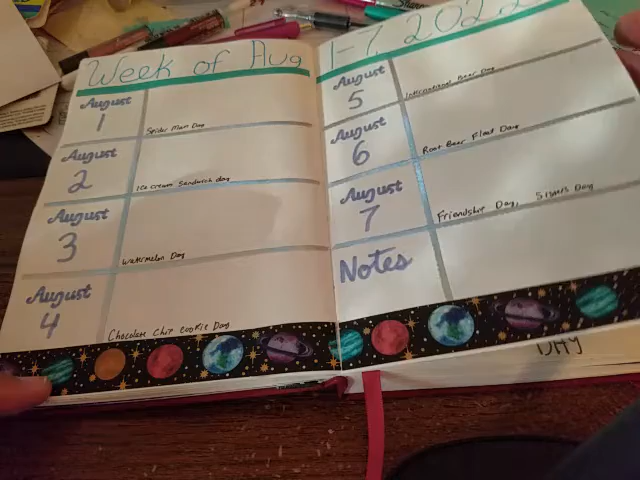 Week of Aug 1-7, 2022
August
1
Spider Man Day
August
2
Ice cream Sandwich day
August
3
Watermelon Day
August
4
Chocolate Chip cookie Day
August
5
International Beer Day
August
6
Root Beer Float Day
August
7
Friendship Day, Sisters Day
Notes
DAY